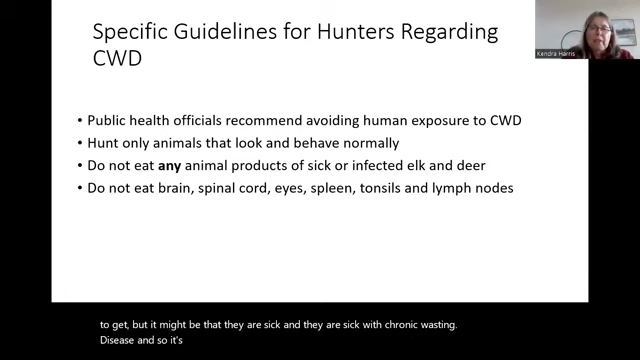 Specific Guidelines for Hunters Regarding
CWD
Kendra Harris
• Public health officials recommend avoiding human exposure to CWD
• Hunt only animals that look and behave normally
• Do not eat any animal products of sick or infected elk and deer
• Do not eat brain, spinal cord, eyes, spleen, tonsils and lymph nodes
to get, but it might be that they are sick and they are sick with chronic wasting.
Disease and so it's